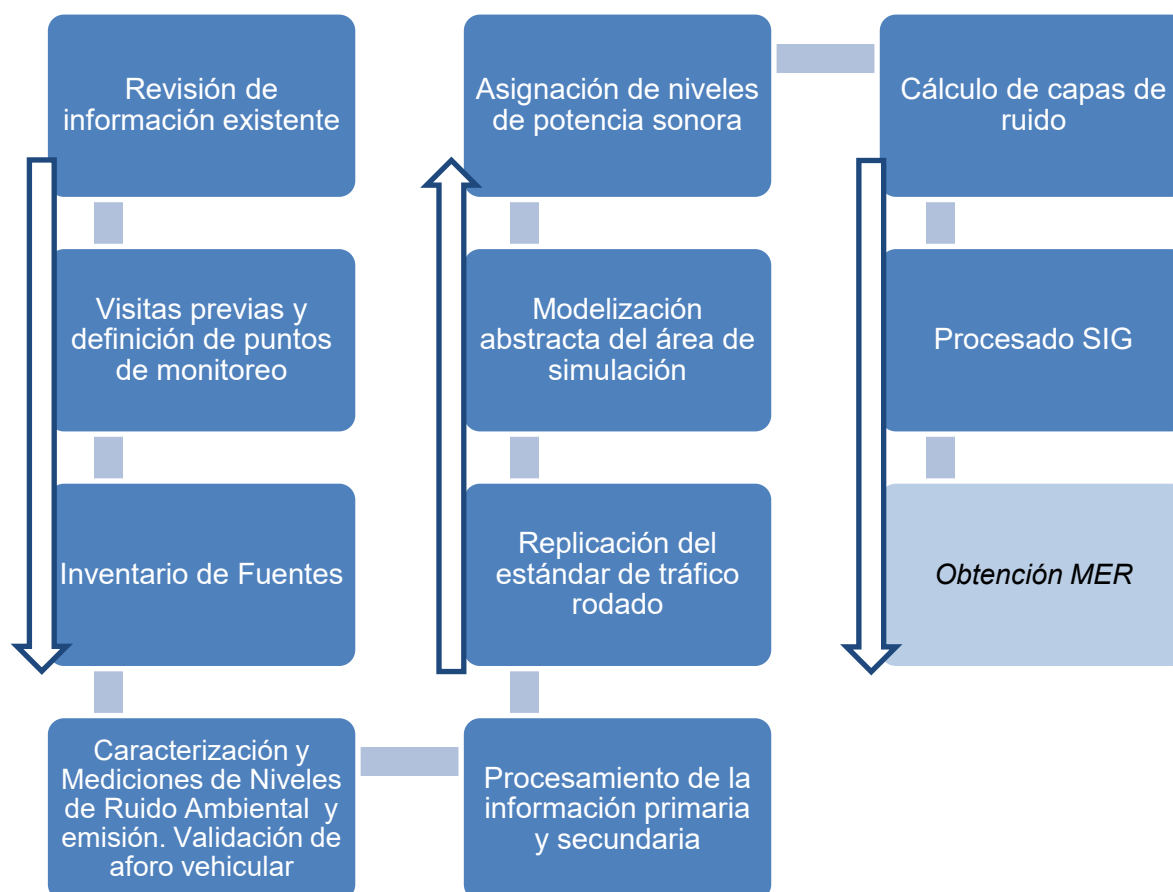 Revisión de
información existente
Visitas previas y
definición de puntos
de monitoreo
Inventario de Fuentes
Caracterización y
Mediciones de Niveles
de Ruido Ambiental y
emisión. Validación de
aforo vehicular
Procesamiento de la
información primaria
y secundaria
Replicación del
estándar de tráfico
rodado
Modelización
abstracta del área de
simulación
Asignación de niveles
de potencia sonora
Cálculo de capas de
ruido
Procesado SIG
Obtención MER